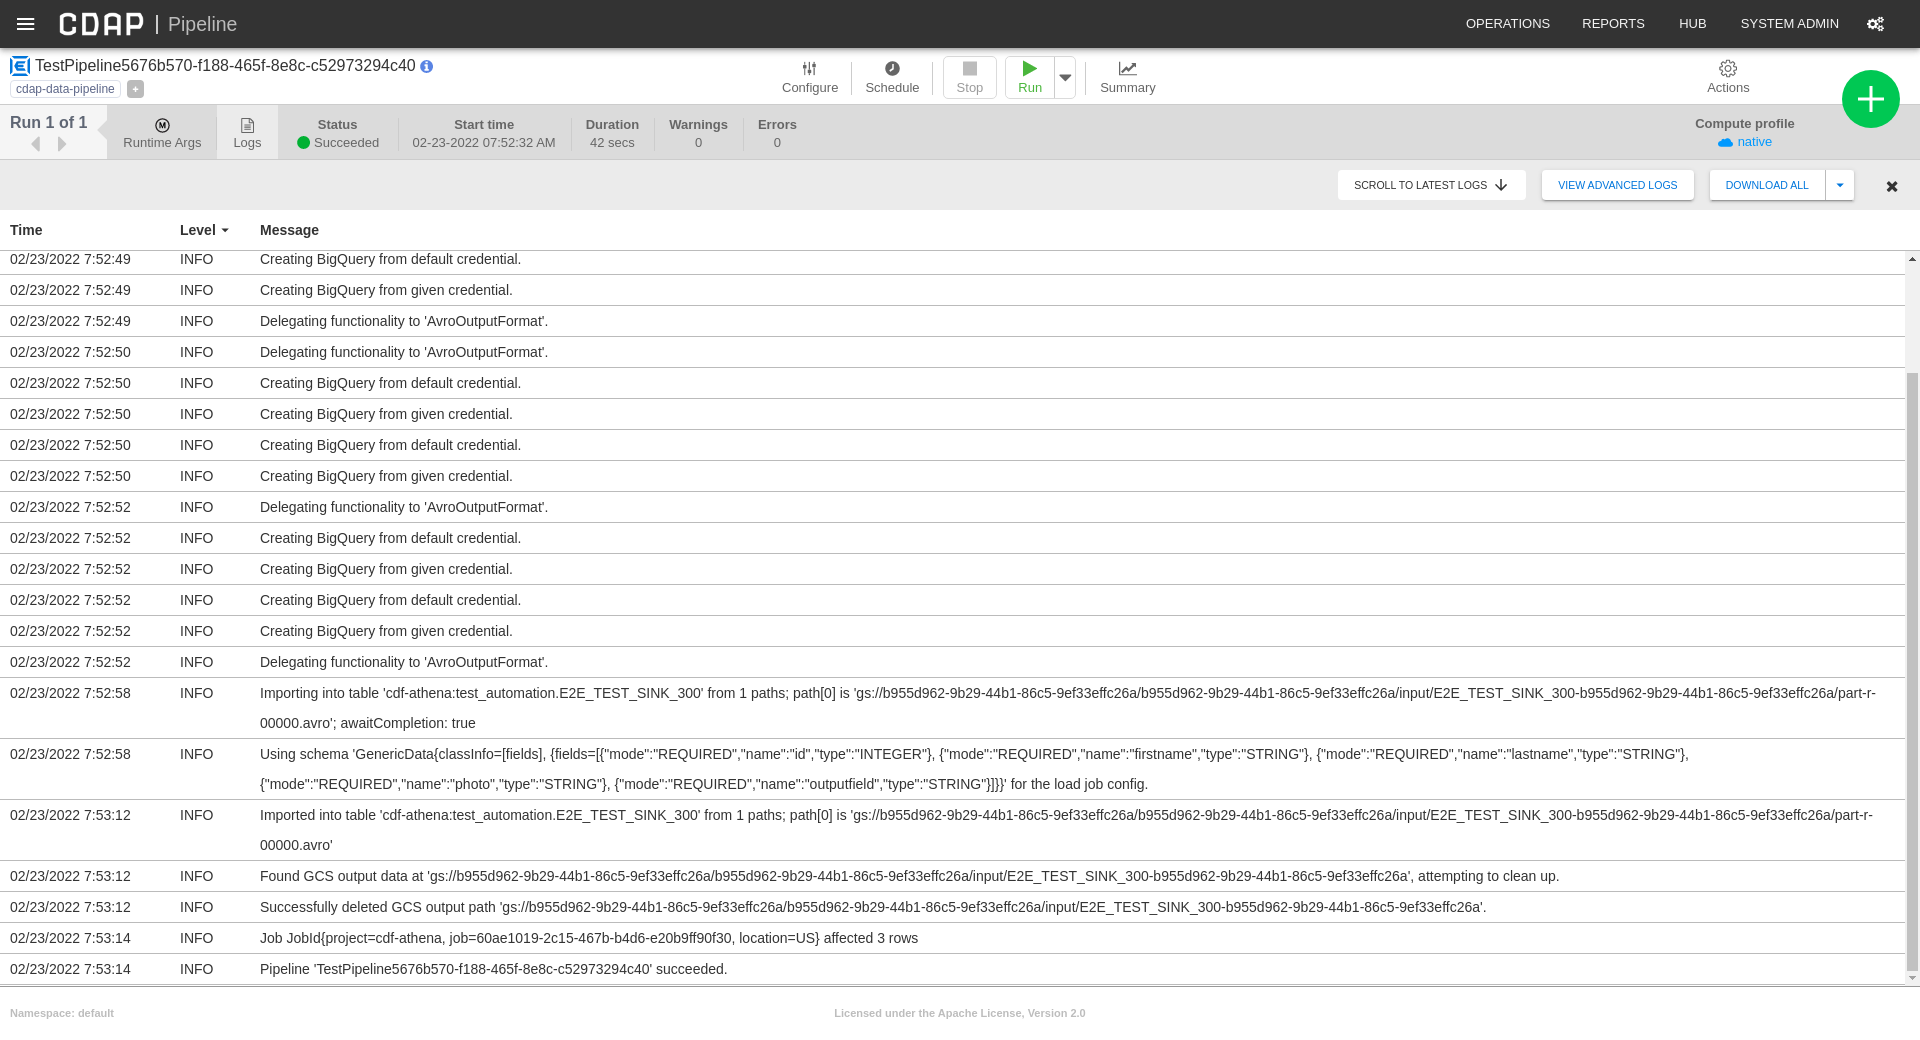 CDAP | Pipeline
OPERATIONS REPORTS HUB SYSTEM ADMIN
TestPipeline5676b570-f188-465f-8e8c-c52973294c40
cdap-data-pipeline +
Configure Schedule Stop Run Summary Actions
Run 1 of 1
Runtime Args
Logs
Status
Succeeded
Start time
02-23-2022 07:52:32 AM
Duration
42 secs
Warnings
0
Errors
0
Compute profile
native
SCROLL TO LATEST LOGS VIEW ADVANCED LOGS DOWNLOAD ALL
Time Level Message
02/23/2022 7:52:49 INFO Creating BigQuery from default credential.
02/23/2022 7:52:49 INFO Creating BigQuery from given credential.
02/23/2022 7:52:49 INFO Delegating functionality to 'AvroOutputFormat'.
02/23/2022 7:52:50 INFO Delegating functionality to 'AvroOutputFormat'.
02/23/2022 7:52:50 INFO Creating BigQuery from default credential.
02/23/2022 7:52:50 INFO Creating BigQuery from given credential.
02/23/2022 7:52:50 INFO Creating BigQuery from default credential.
02/23/2022 7:52:50 INFO Creating BigQuery from given credential.
02/23/2022 7:52:52 INFO Delegating functionality to 'AvroOutputFormat'.
02/23/2022 7:52:52 INFO Creating BigQuery from default credential.
02/23/2022 7:52:52 INFO Creating BigQuery from given credential.
02/23/2022 7:52:52 INFO Creating BigQuery from default credential.
02/23/2022 7:52:52 INFO Creating BigQuery from given credential.
02/23/2022 7:52:52 INFO Delegating functionality to 'AvroOutputFormat'.
02/23/2022 7:52:58 INFO Importing into table 'cdf-athena:test_automation.E2E_TEST_SINK_300' from 1 paths; path[0] is 'gs://b955d962-9b29-44b1-86c5-9ef33effc26a/b955d962-9b29-44b1-86c5-9ef33effc26a/input/E2E_TEST_SINK_300-b955d962-9b29-44b1-86c5-9ef33effc26a/part-r-
00000.avro'; awaitCompletion: true
02/23/2022 7:52:58 INFO Using schema 'GenericData{classInfo=[fields], {fields=[{"mode":"REQUIRED","name":"id","type":"INTEGER"}, {"mode":"REQUIRED","name":"firstname","type":"STRING"}, {"mode":"REQUIRED","name":"lastname","type":"STRING"},
{"mode":"REQUIRED","name":"photo","type":"STRING"}, {"mode":"REQUIRED","name":"outputfield","type":"STRING"}]}}' for the load job config.
02/23/2022 7:53:12 INFO Imported into table 'cdf-athena:test_automation.E2E_TEST_SINK_300' from 1 paths; path[0] is 'gs://b955d962-9b29-44b1-86c5-9ef33effc26a/b955d962-9b29-44b1-86c5-9ef33effc26a/input/E2E_TEST_SINK_300-b955d962-9b29-44b1-86c5-9ef33effc26a/part-r-
00000.avro'
02/23/2022 7:53:12 INFO Found GCS output data at 'gs://b955d962-9b29-44b1-86c5-9ef33effc26a/b955d962-9b29-44b1-86c5-9ef33effc26a/input/E2E_TEST_SINK_300-b955d962-9b29-44b1-86c5-9ef33effc26a', attempting to clean up.
02/23/2022 7:53:12 INFO Successfully deleted GCS output path 'gs://b955d962-9b29-44b1-86c5-9ef33effc26a/b955d962-9b29-44b1-86c5-9ef33effc26a/input/E2E_TEST_SINK_300-b955d962-9b29-44b1-86c5-9ef33effc26a'.
02/23/2022 7:53:14 INFO Job JobId{project=cdf-athena, job=60ae1019-2c15-467b-b4d6-e20b9ff90f30, location=US} affected 3 rows
02/23/2022 7:53:14 INFO Pipeline 'TestPipeline5676b570-f188-465f-8e8c-c52973294c40' succeeded.
Namespace: default Licensed under the Apache License, Version 2.0